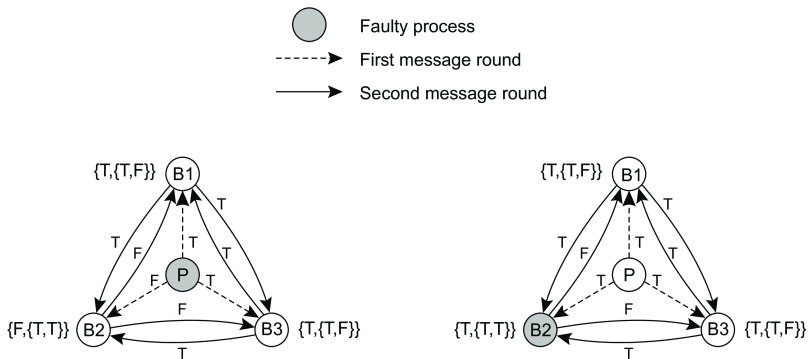 Faulty process
First message round
Second message round
{T,{T,F}} B1
T
T F T T
F P T
F
{F,{T,T}} B2 B3 {T,{T,F}}
T
{T,{T,F}} B1
T
T F T T
T P T
F
{T,{T,T}} B2 B3 {T,{T,F}}
T